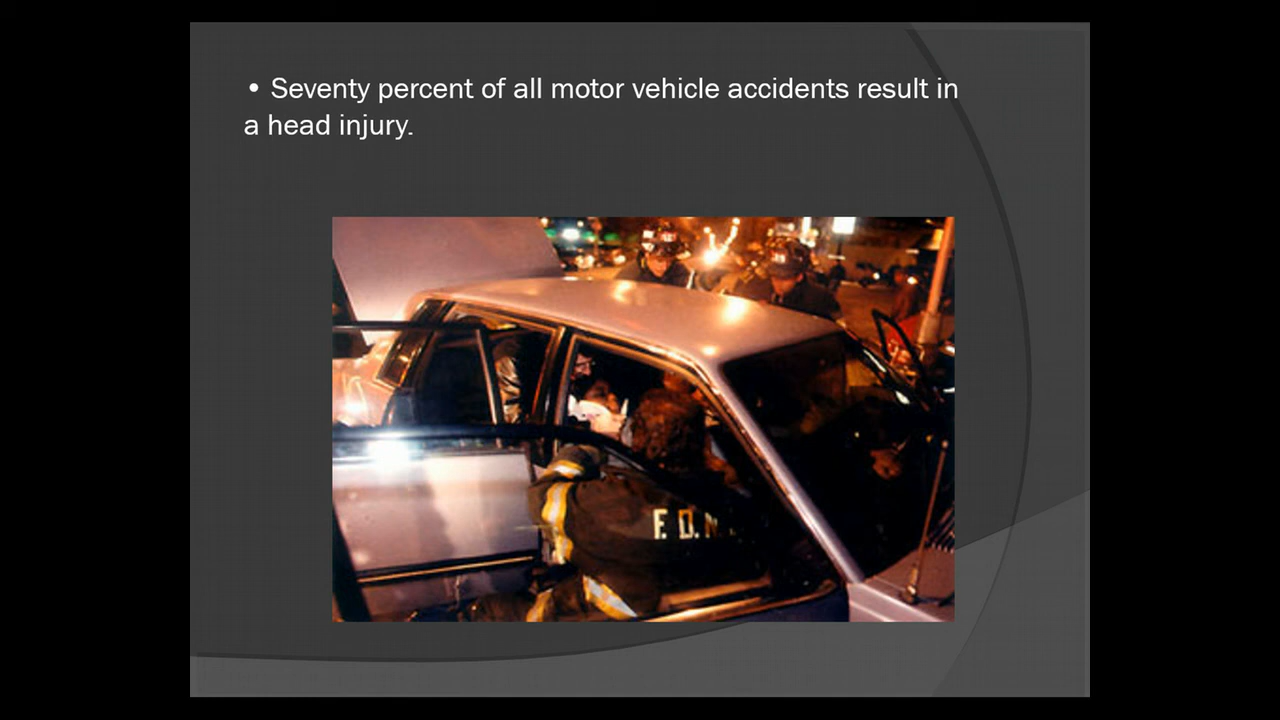 • Seventy percent of all motor vehicle accidents result in
a head injury.
F. D. N